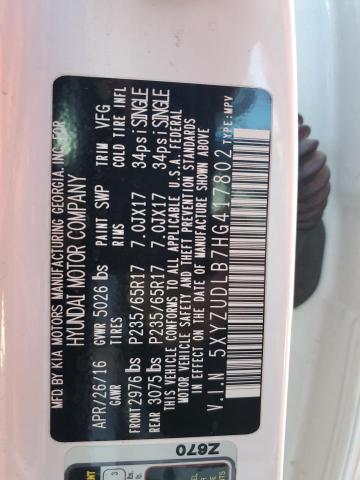 MFD.BY KIA MOTORS MANUFACTURING GEORGIA, INC. FOR
HYUNDAI MOTOR COMPANY
APR/26/16 GVWR 5026 lbs PAINT SWP TRIM VFG
GAWR TIRES RIMS COLD TIRE INFL
FRONT 2976 lbs P235/65R17 7.0JX17 34psi SINGLE
REAR 3075 lbs P235/65R17 7.0JX17 34psi SINGLE
THIS VEHICLE CONFORMS TO ALL APPLICABLE U.S.A. FEDERAL
MOTOR VEHICLE SAFETY AND THEFT PREVENTION STANDARDS
IN EFFECT ON THE DATE OF MANUFACTURE SHOWN ABOVE.
V.I.N 5XYZUDLB7HG417802 TYPE:MPV
Z670